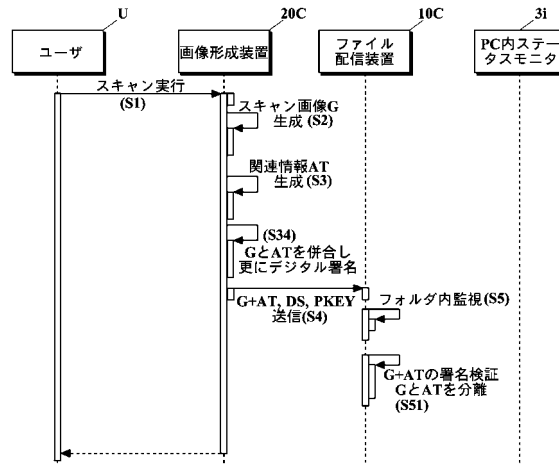 U
20C
10C
3i
ユーザ
画像形成装置
ファイル
配信装置
PC内ステー
タスモニタ
スキャン実行
(S1)
スキャン画像G
生成(S2)
関連情報AT
生成(S3)
(S34)
GとATを併合し
更にデジタル署名
G+AT, DS, PKEY
送信(S4)
フォルダ内監視(S5)
G+ATの署名検証
GとATを分離
(S51)